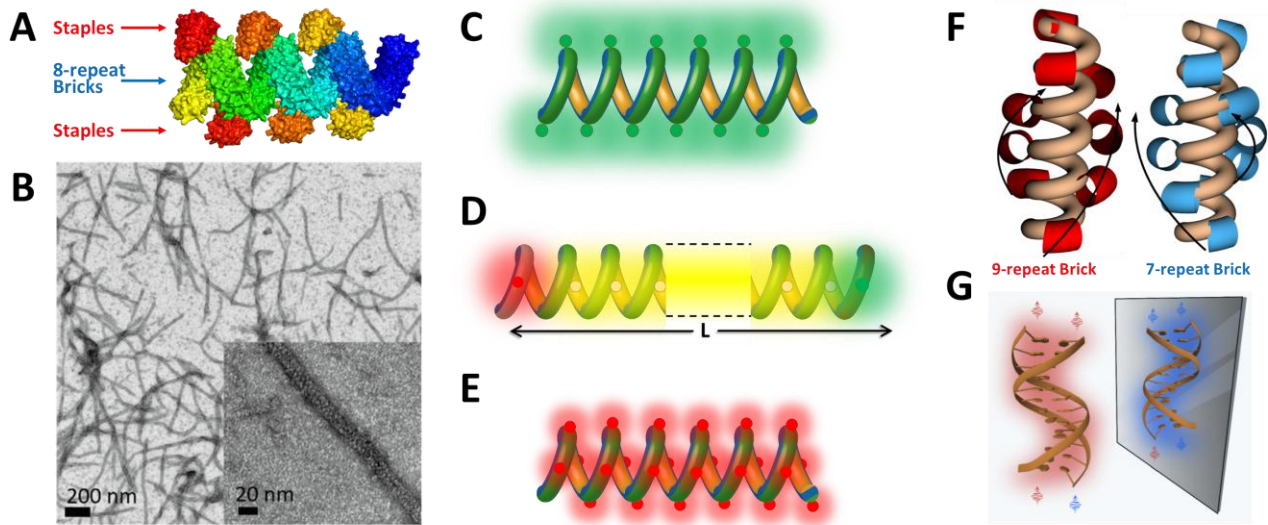 A
Staples
8-repeat
Bricks
Staples
B
200 nm
20 nm
C
D
L
E
F
9-repeat Brick
7-repeat Brick
G